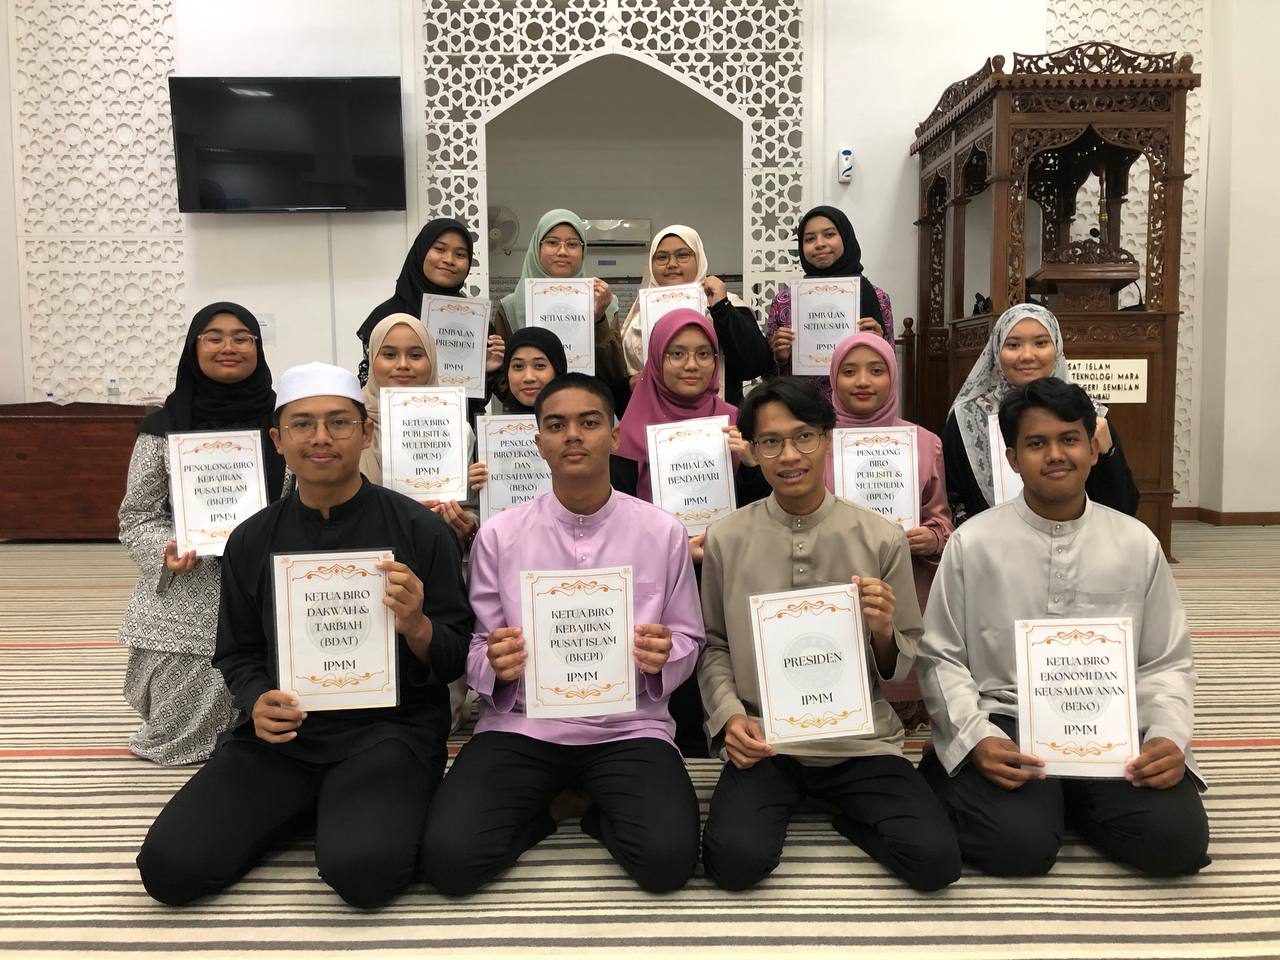 TIMBALAN
PRESIDEN I
IPMM
SETIAUSAHA
IPMM
TIMBALAN
SETIAUSAHA
IPMM
PENOLONG BIRO
KEBAJIKAN
PUSAT ISLAM
(BKEPI)
IPMM
KETUA BIRO
PUBLISITI &
MULTIMEDIA
(BPUM)
IPMM
PENOLONG
BIRO EKONOMI
DAN
KEUSAHAWANAN
(BEKO)
IPMM
TIMBALAN
BENDAHARI
IPMM
PENOLONG
BIRO
PUBLISITI &
MULTIMEDIA
(BPUM)
IPMM
SAT ISLAM
TEKNOLOGI MARA
GERI SEMBILAN
MBAU
KETUA BIRO
DAKWAH &
TARBIAH
(BDAT)
IPMM
KETUA BIRO
KEBAJIKAN
PUSAT ISLAM
(BKEPI)
IPMM
PRESIDEN
IPMM
KETUA BIRO
EKONOMI DAN
KEUSAHAWANAN
(BEKO)
IPMM